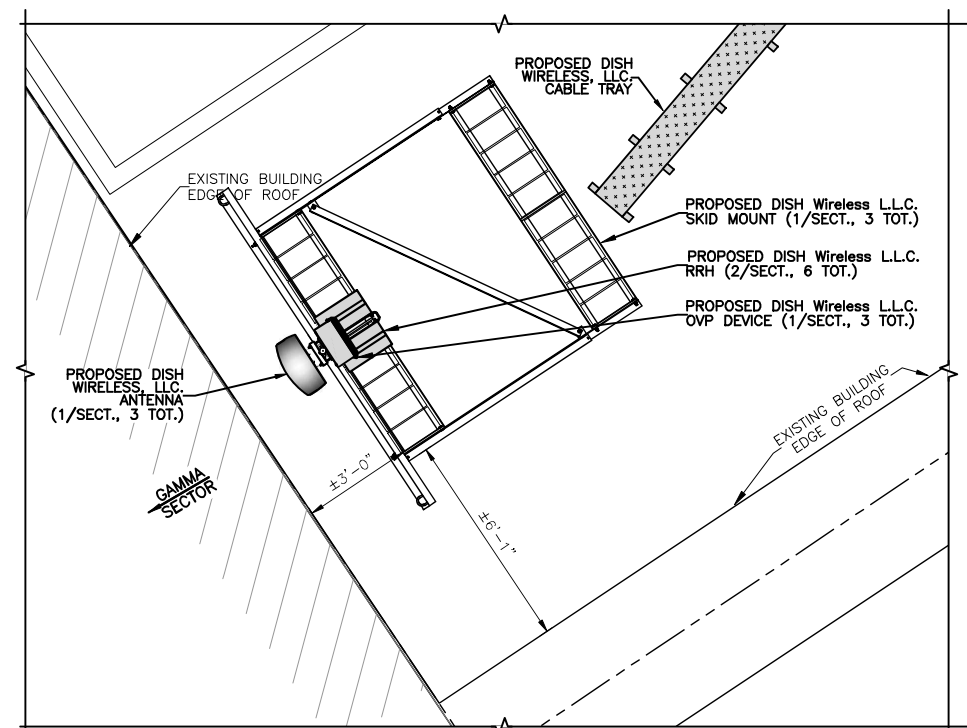 PROPOSED DISH
WIRELESS, LLC.
CABLE TRAY
EXISTING BUILDING
EDGE OF ROOF
PROPOSED DISH Wireless L.L.C.
SKID MOUNT (1/SECT., 3 TOT.)
PROPOSED DISH Wireless L.L.C.
RRH (2/SECT., 6 TOT.)
PROPOSED DISH Wireless L.L.C.
OVP DEVICE (1/SECT., 3 TOT.)
PROPOSED DISH
WIRELESS, LLC.
ANTENNA
(1/SECT., 3 TOT.)
EXISTING BUILDING
EDGE OF ROOF
GAMMA
SECTOR
±3'-0"
±6'-1"